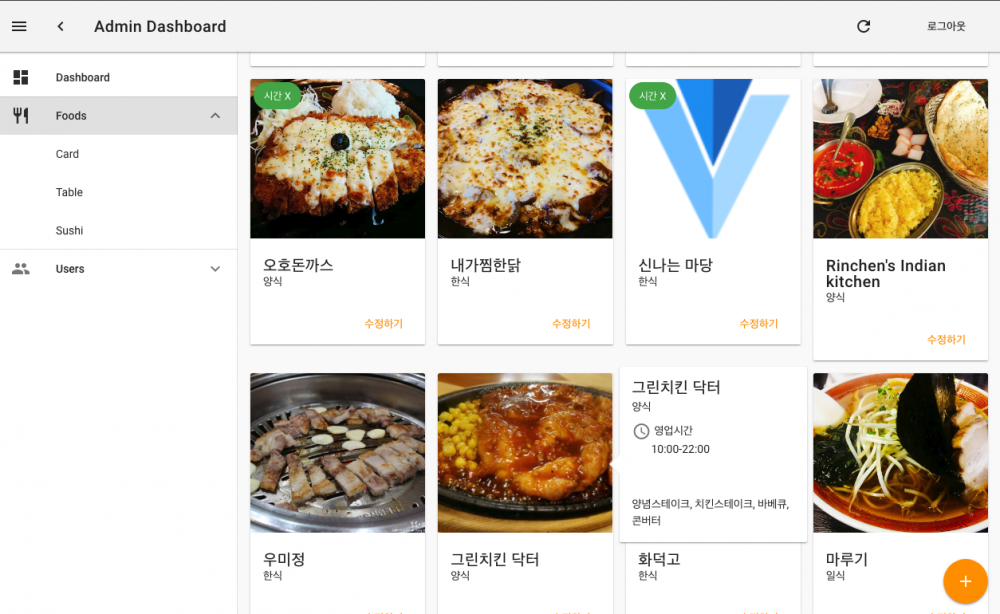 Admin Dashboard
로그아웃
Dashboard
Foods
Card
Table
Sushi
Users
시간 X
오호돈까스
양식
수정하기
내가찜한닭
한식
수정하기
시간 X
신나는 마당
한식
수정하기
Rinchen's Indian
kitchen
양식
수정하기
우미정
한식
그린치킨 닥터
양식
그린치킨 닥터
양식
영업시간
10:00-22:00
양념스테이크, 치킨스테이크, 바베큐,
콘버터
화덕고
한식
마루기
일식